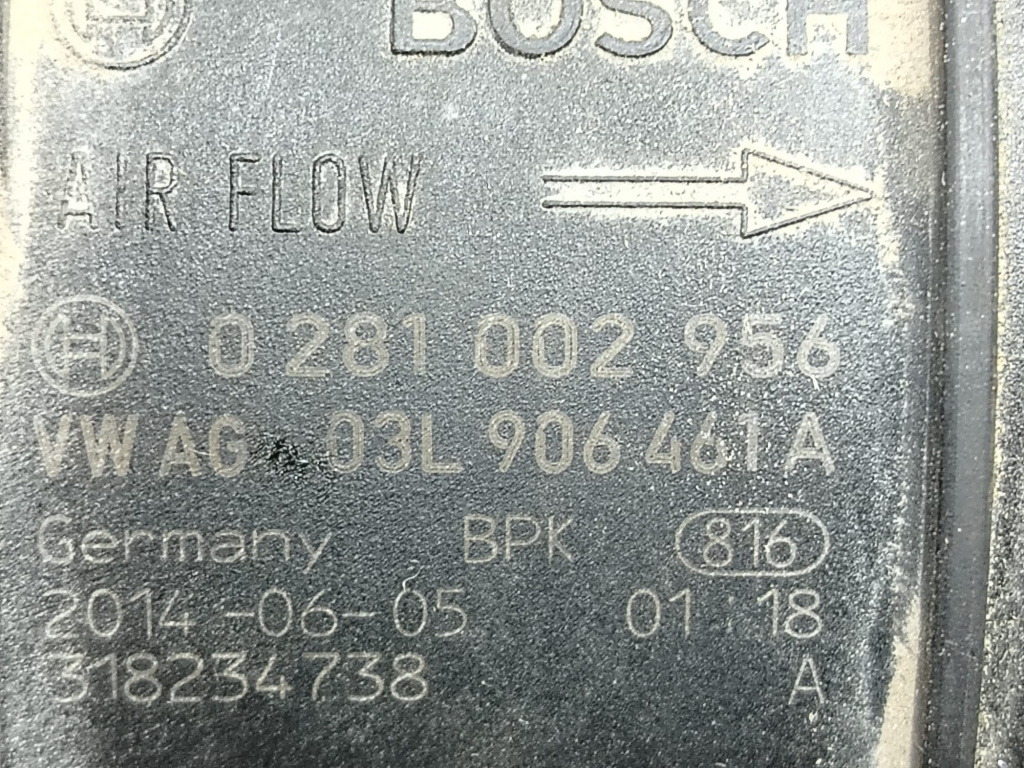 BOSCH
AIR FLOW
0 281 002 956
VW AG 03L 906 461 A
Germany BPK 816
2014-06-05 01:18
318234738 A